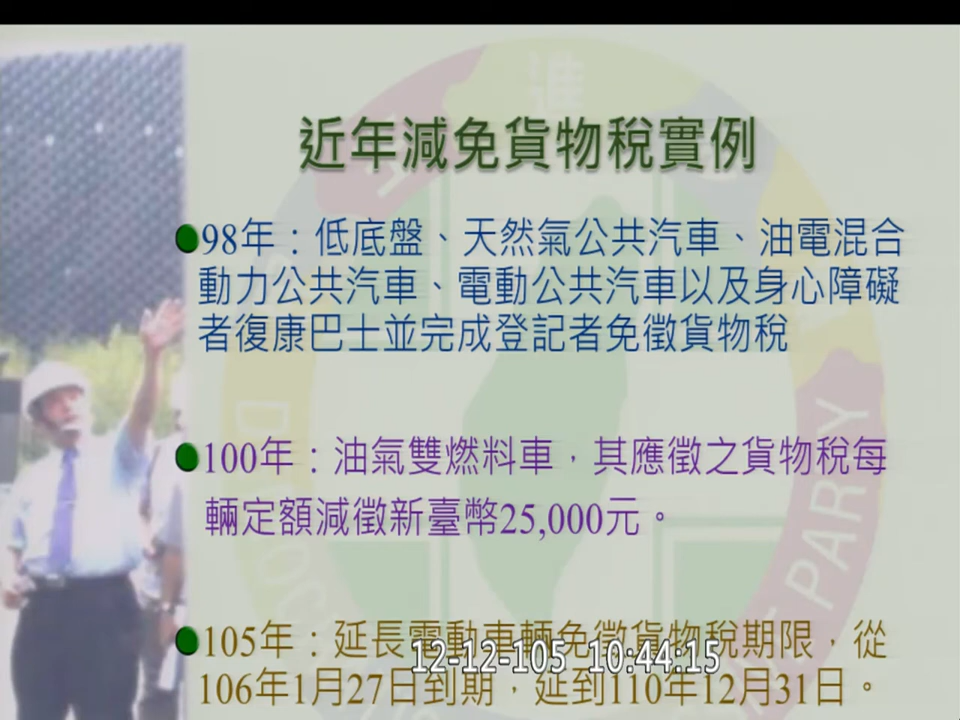 近年減免貨物稅實例
●98年：低底盤、天然氣公共汽車、油電混合
動力公共汽車、電動公共汽車以及身心障礙
者復康巴士並完成登記者免徵貨物稅
●100年：油氣雙燃料車，其應徵之貨物稅每
輛定額減徵新臺幣25,000元。
●105年：延長電動車輛免徵貨物稅期限，從
106年1月27日到期，延到110年12月31日。
12-12-105 10:44:15
進
PARTY